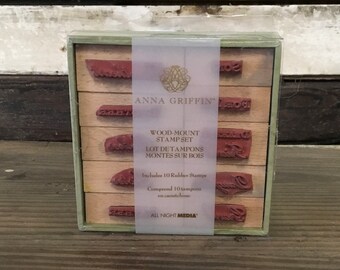 ANNA GRIFFIN®
WOOD-MOUNT
STAMP SET
LOT DE TAMPONS
MONTÉS SUR BOIS
Includes 10 Rubber Stamps
Comprend 10 tampons
en caoutchouc
ALL NIGHT MEDIA®